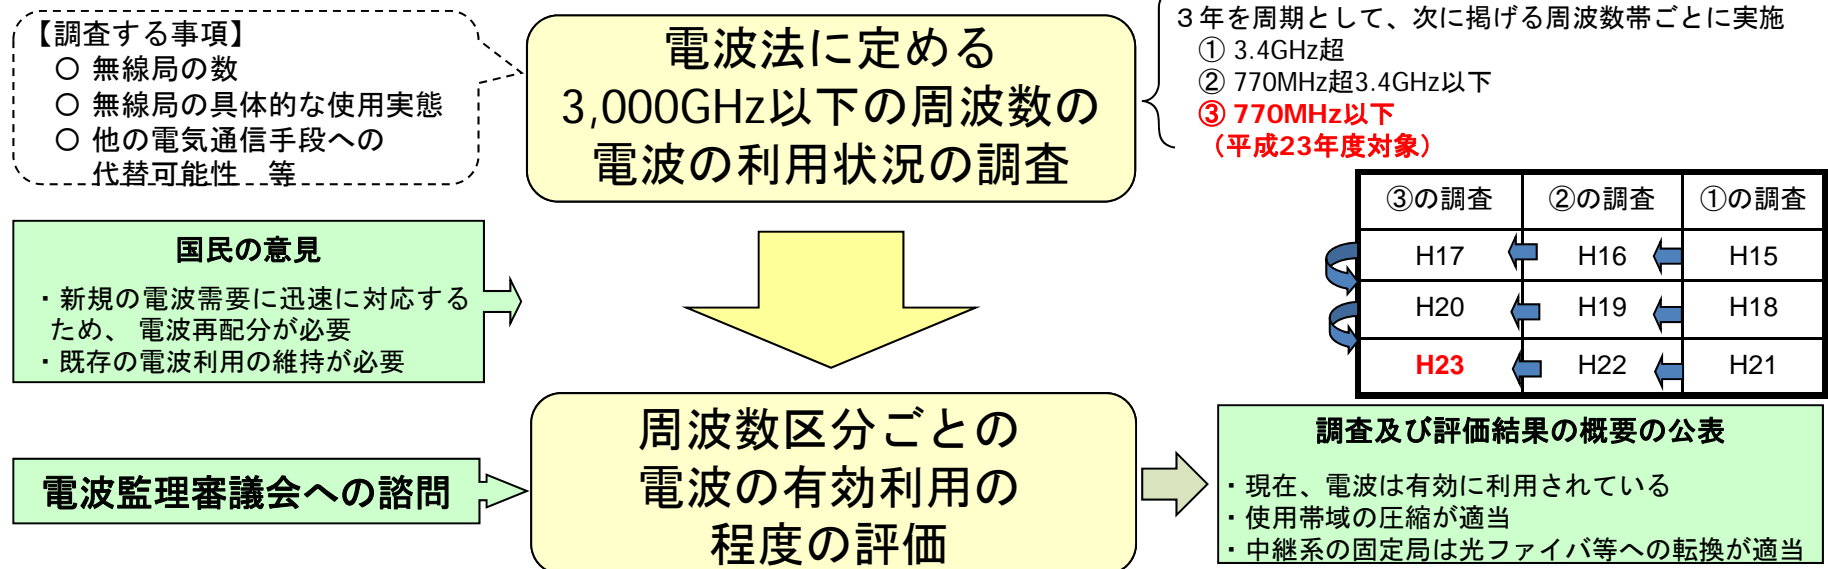 【調査する事項】
〇 無線局の数
〇 無線局の具体的な使用実態
〇 他の電気通信手段への
代替可能性　等
電波法に定める
3,000GHz以下の周波数の
電波の利用状況の調査
３年を周期として、次に掲げる周波数帯ごとに実施
① 3.4GHz超
② 770MHz超3.4GHz以下
③ 770MHz以下
（平成23年度対象）
③の調査 ②の調査 ①の調査
H17 H16 H15
H20 H19 H18
H23 H22 H21
国民の意見
・新規の電波需要に迅速に対応する
ため、 電波再配分が必要
・既存の電波利用の維持が必要
電波監理審議会への諮問
周波数区分ごとの
電波の有効利用の
程度の評価
調査及び評価結果の概要の公表
・現在、電波は有効に利用されている
・使用帯域の圧縮が適当
・中継系の固定局は光ファイバ等への転換が適当